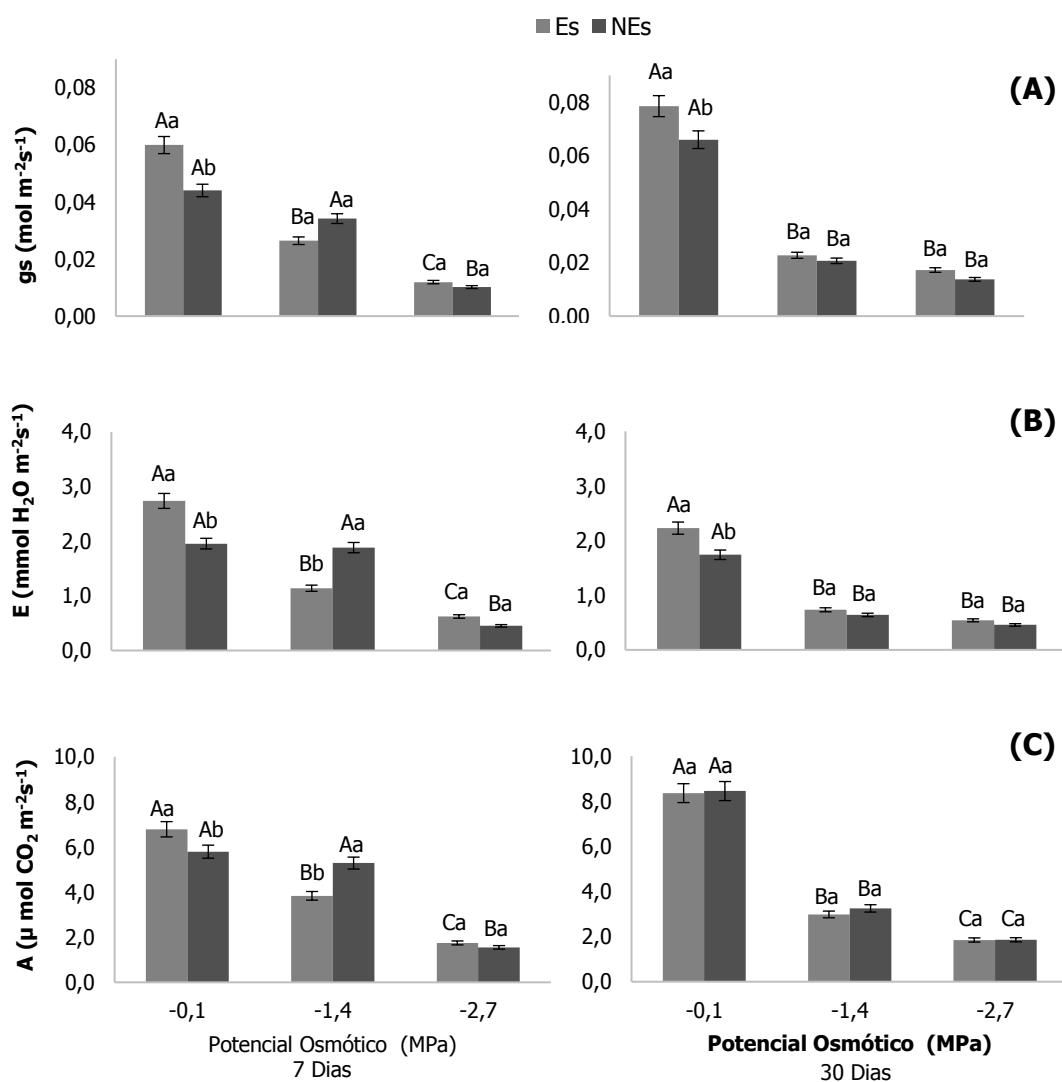 Es NEs
(A)
gs (mol m⁻²s⁻¹)
0,08
0,06
0,04
0,02
0,00
Aa
Ab
Ba
Aa
Ca
Ba
0,08
0,06
0,04
0,02
0,00
Aa
Ab
Ba
Ba
Ba
Ba
(B)
E (mmol H₂O m⁻²s⁻¹)
4,0
3,0
2,0
1,0
0,0
Aa
Ab
Bb
Aa
Ca
Ba
4,0
3,0
2,0
1,0
0,0
Aa
Ab
Ba
Ba
Ba
Ba
(C)
A (µ mol CO₂ m⁻²s⁻¹)
10,0
8,0
6,0
4,0
2,0
0,0
Aa
Ab
Bb
Aa
Ca
Ba
10,0
8,0
6,0
4,0
2,0
0,0
Aa
Aa
Ba
Ba
Ca
Ca
-0,1 -1,4 -2,7
Potencial Osmótico (MPa)
7 Dias
-0,1 -1,4 -2,7
Potencial Osmótico (MPa)
30 Dias